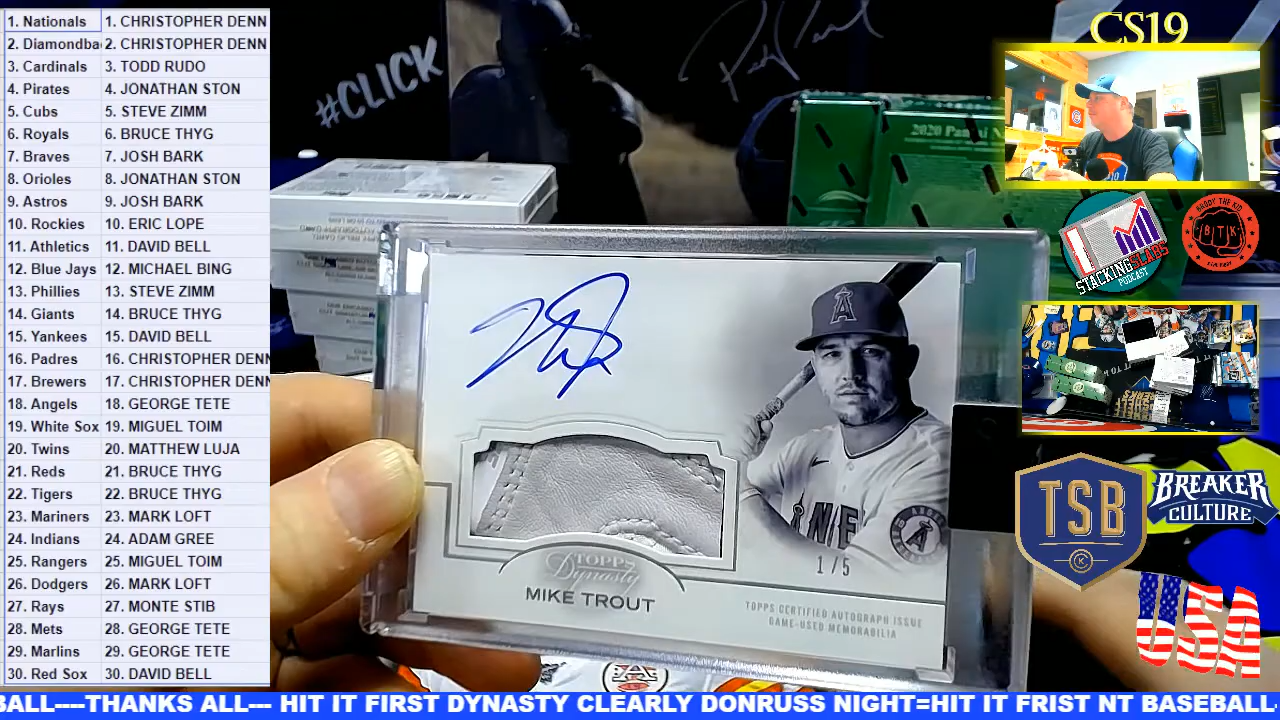 1. Nationals 1. CHRISTOPHER DENN
2. Diamondba 2. CHRISTOPHER DENN
3. Cardinals 3. TODD RUDO
4. Pirates 4. JONATHAN STON
5. Cubs 5. STEVE ZIMM
6. Royals 6. BRUCE THYG
7. Braves 7. JOSH BARK
8. Orioles 8. JONATHAN STON
9. Astros 9. JOSH BARK
10. Rockies 10. ERIC LOPE
11. Athletics 11. DAVID BELL
12. Blue Jays 12. MICHAEL BING
13. Phillies 13. STEVE ZIMM
14. Giants 14. BRUCE THYG
15. Yankees 15. DAVID BELL
16. Padres 16. CHRISTOPHER DENN
17. Brewers 17. CHRISTOPHER DENN
18. Angels 18. GEORGE TETE
19. White Sox 19. MIGUEL TOIM
20. Twins 20. MATTHEW LUJA
21. Reds 21. BRUCE THYG
22. Tigers 22. BRUCE THYG
23. Mariners 23. MARK LOFT
24. Indians 24. ADAM GREE
25. Rangers 25. MIGUEL TOIM
26. Dodgers 26. MARK LOFT
27. Rays 27. MONTE STIB
28. Mets 28. GEORGE TETE
29. Marlins 29. GEORGE TETE
30. Red Sox 30. DAVID BELL
#CLICK
2020 Panini N
CS19
STACKING SLABS
PODCAST
BRODY THE KID
BTK
A
1/5
TOPPS
Dynasty
MIKE TROUT
TOPPS CERTIFIED AUTOGRAPH ISSUE
GAME-USED MEMORABILIA
TSB
K
BREAKER
CULTURE
USA
BALL----THANKS ALL--- HIT IT FIRST DYNASTY CLEARLY DONRUSS NIGHT=HIT IT FRIST NT BASEBALL-